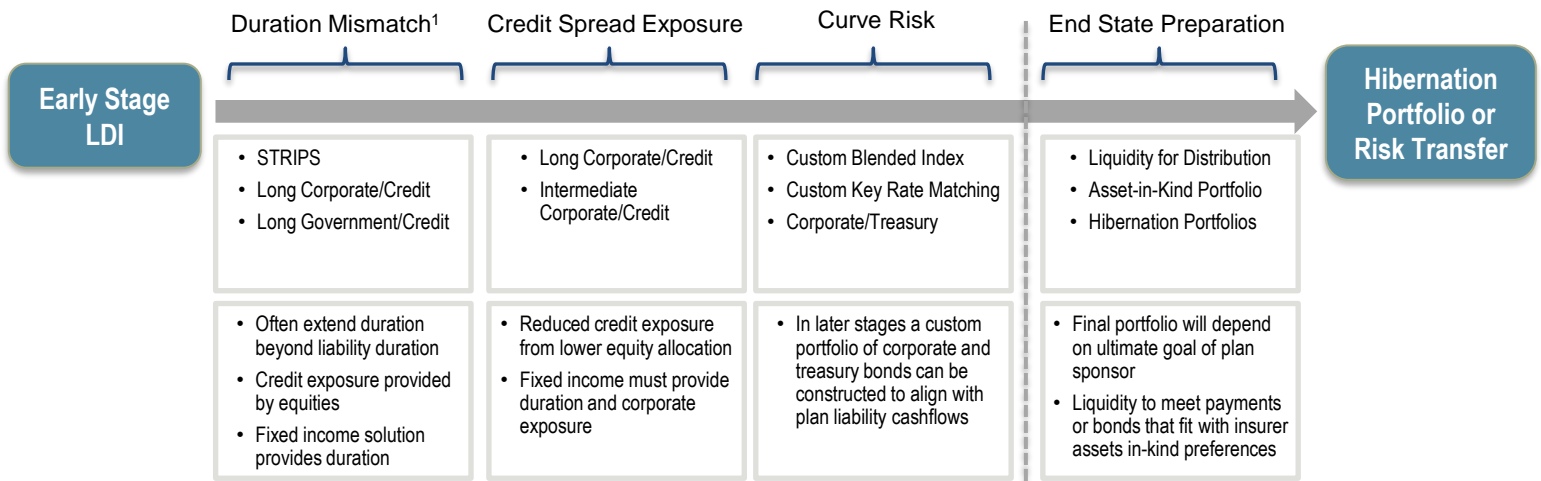 Duration Mismatch¹
Credit Spread Exposure
Curve Risk
End State Preparation
Early Stage
LDI
Hibernation
Portfolio or
Risk Transfer
• STRIPS
• Long Corporate/Credit
• Long Government/Credit
• Long Corporate/Credit
• Intermediate
Corporate/Credit
• Custom Blended Index
• Custom Key Rate Matching
• Corporate/Treasury
• Liquidity for Distribution
• Asset-in-Kind Portfolio
• Hibernation Portfolios
• Often extend duration
beyond liability duration
• Credit exposure provided
by equities
• Fixed income solution
provides duration
• Reduced credit exposure
from lower equity allocation
• Fixed income must provide
duration and corporate
exposure
• In later stages a custom
portfolio of corporate and
treasury bonds can be
constructed to align with
plan liability cashflows
• Final portfolio will depend
on ultimate goal of plan
sponsor
• Liquidity to meet payments
or bonds that fit with insurer
assets in-kind preferences